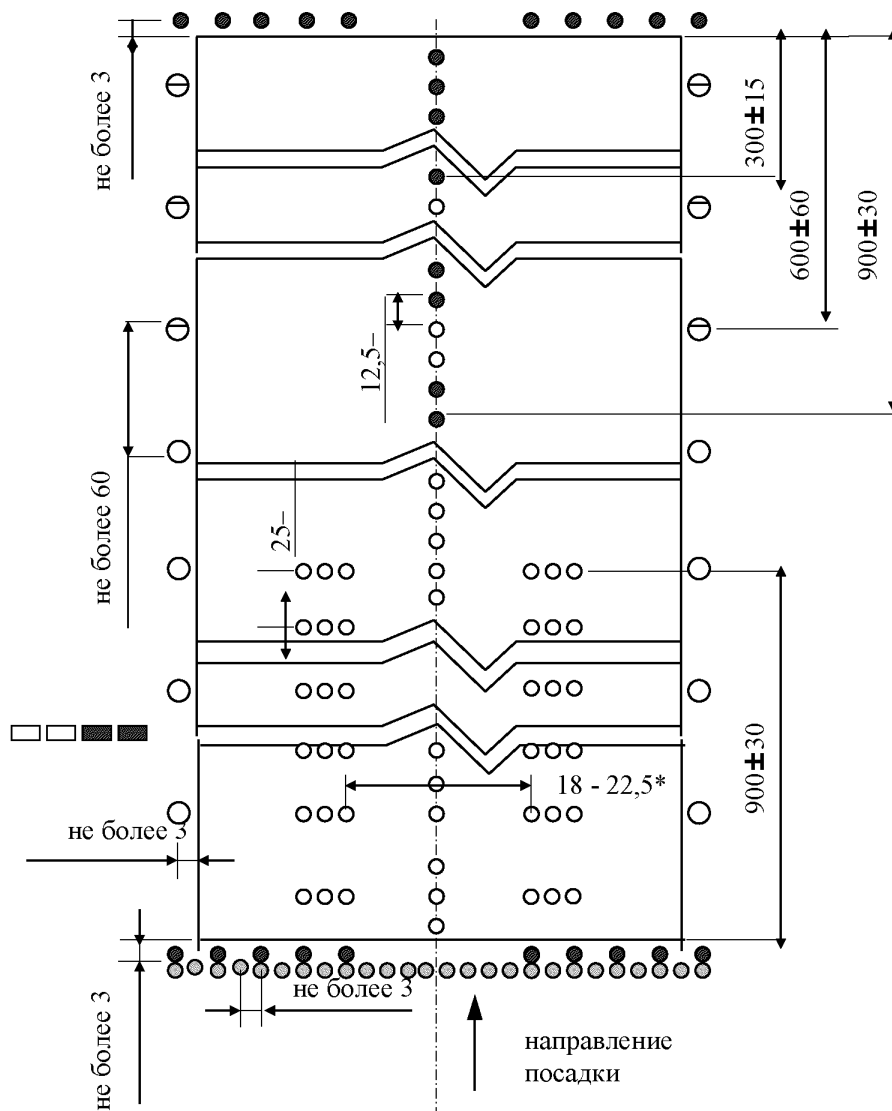 не более 3
300±15
600±60
900±30
12,5–
не более 60
25–
900±30
18 - 22,5*
не более 3
не более 3
не более 3
направление
посадки